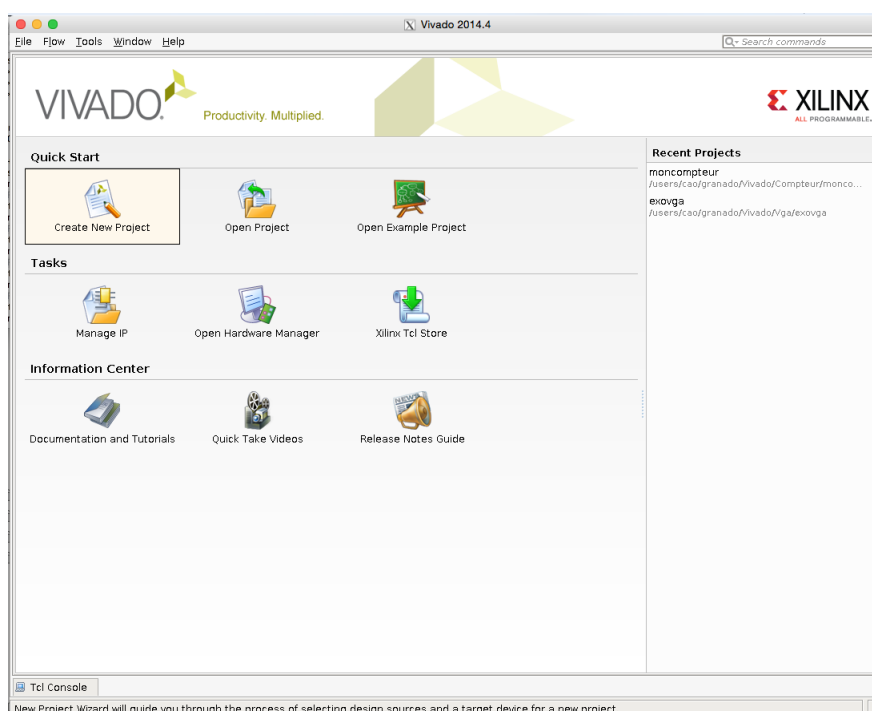 Vivado 2014.4
File Flow Tools Window Help
Search commands
VIVADO.
Productivity. Multiplied.
XILINX
ALL PROGRAMMABLE.
Quick Start
Create New Project
Open Project
Open Example Project
Tasks
Manage IP
Open Hardware Manager
Xilinx Tcl Store
Information Center
Documentation and Tutorials
Quick Take Videos
Release Notes Guide
Recent Projects
moncompteur
/users/cao/granado/Vivado/Compteur/monco...
exovga
/users/cao/granado/Vivado/Vga/exovga
Tcl Console
New Project Wizard will guide you through the process of selecting design sources and a target device for a new project.